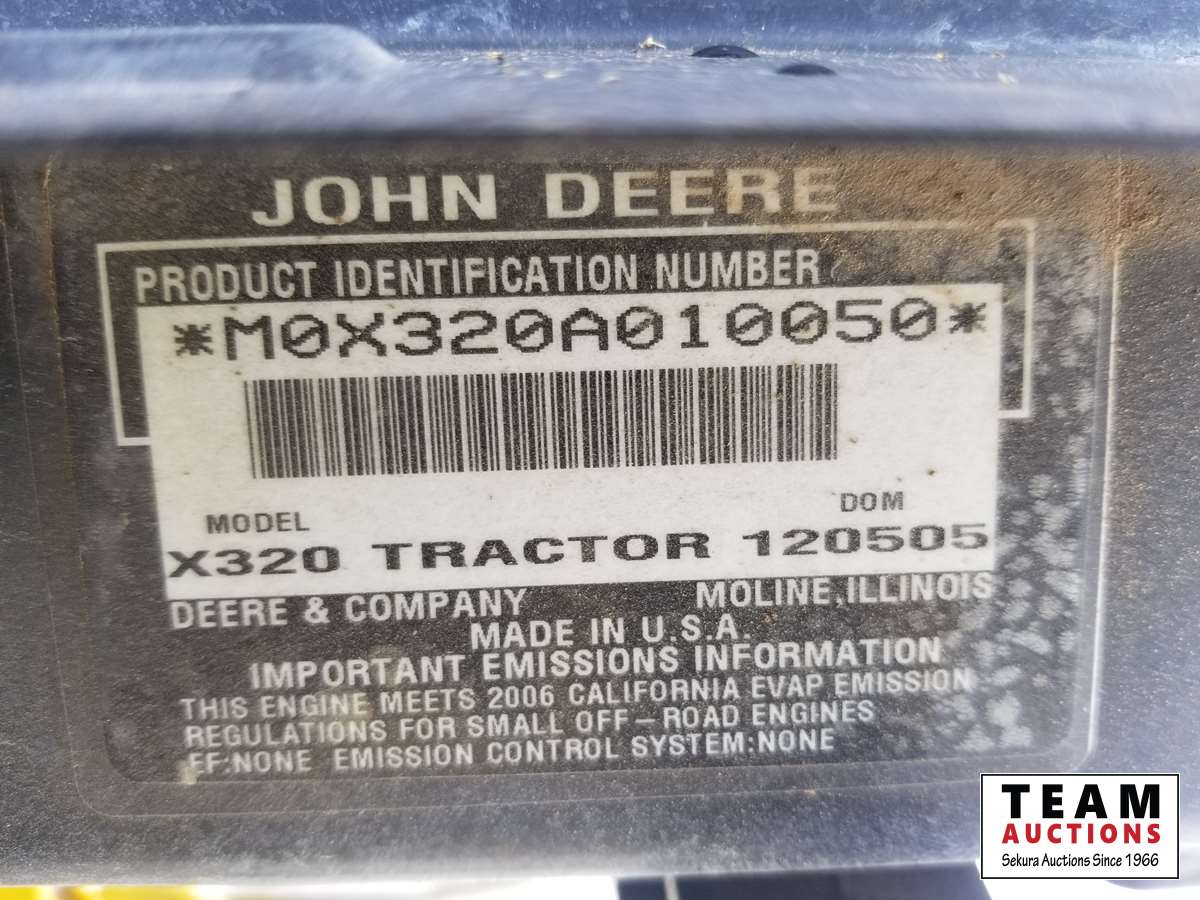 JOHN DEERE
PRODUCT IDENTIFICATION NUMBER
*M0X320A010050*
MODEL DOM
X320 TRACTOR 120505
DEERE & COMPANY MOLINE, ILLINOIS
MADE IN U.S.A.
IMPORTANT EMISSIONS INFORMATION
THIS ENGINE MEETS 2006 CALIFORNIA EVAP EMISSION
REGULATIONS FOR SMALL OFF-ROAD ENGINES
EF:NONE EMISSION CONTROL SYSTEM:NONE
TEAM
AUCTIONS
Sekura Auctions Since 1966